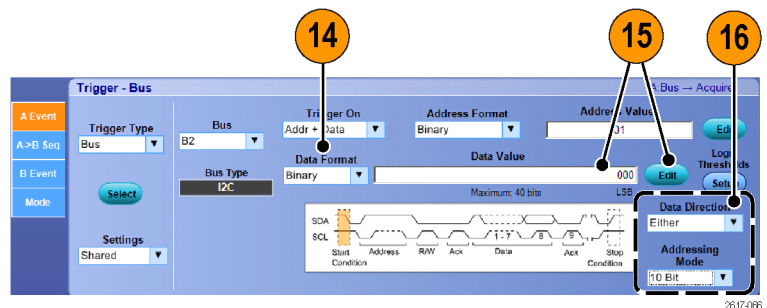 14
15
16
Trigger - Bus
A:Bus → Acquire
A Event
A->B Seq
B Event
Mode
Trigger Type
Bus
Select
Settings
Shared
Bus
B2
Bus Type
I2C
Trigger On
Addr + Data
Address Format
Binary
Address Value
01
Edit
Data Format
Binary
Data Value
000
Maximum: 40 bits
LSB
Edit
Logic
Thresholds
Setup
SDA
SCL
1 - 7
8
9
Start
Condition
Address
R/W
Ack
Data
Ack
Stop
Condition
Data Direction
Either
Addressing
Mode
10 Bit
2617-066